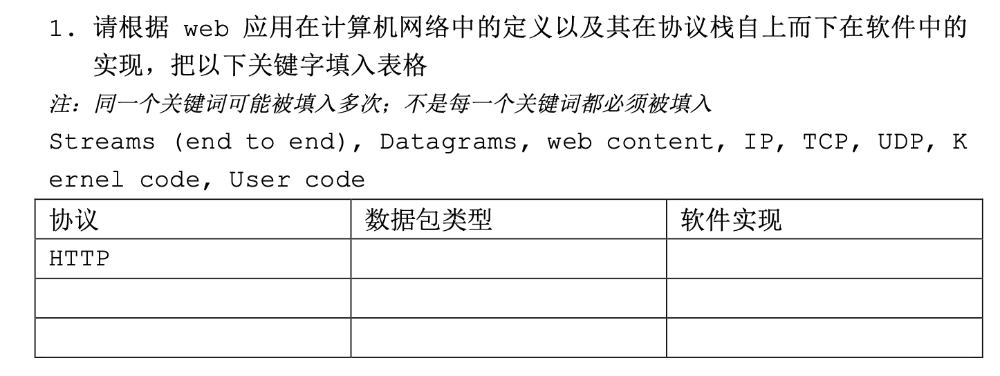 1. 请根据 web 应用在计算机网络中的定义以及其在协议栈自上而下在软件中的
实现，把以下关键字填入表格
注：同一个关键词可能被填入多次；不是每一个关键词都必须被填入
Streams (end to end), Datagrams, web content, IP, TCP, UDP, K
ernel code, User code
协议 数据包类型 软件实现
HTTP